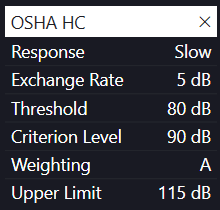 OSHA HC
Response Slow
Exchange Rate 5 dB
Threshold 80 dB
Criterion Level 90 dB
Weighting A
Upper Limit 115 dB